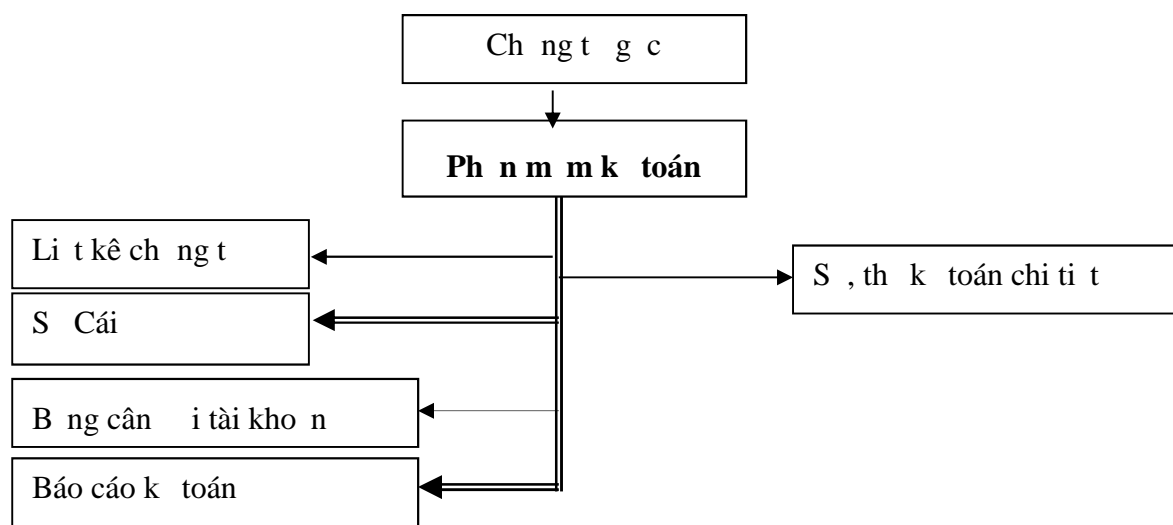 Ch ng t g c
Ph n m m k toán
Li t kê ch ng t
S , th k toán chi ti t
S Cái
B ng cân i tài kho n
Báo cáo k toán